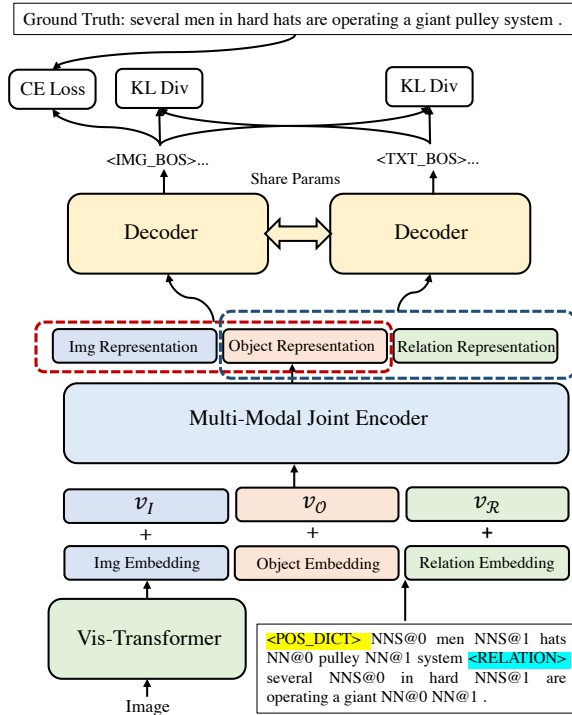 Ground Truth: several men in hard hats are operating a giant pulley system .
CE Loss
KL Div
KL Div
<IMG_BOS>...
<TXT_BOS>...
Share Params
Decoder
Decoder
Img Representation
Object Representation
Relation Representation
Multi-Modal Joint Encoder
v_I
v_O
v_R
+
+
+
Img Embedding
Object Embedding
Relation Embedding
Vis-Transformer
<POS_DICT> NNS@0 men NNS@1 hats
NN@0 pulley NN@1 system <RELATION>
several NNS@0 in hard NNS@1 are
operating a giant NN@0 NN@1 .
Image